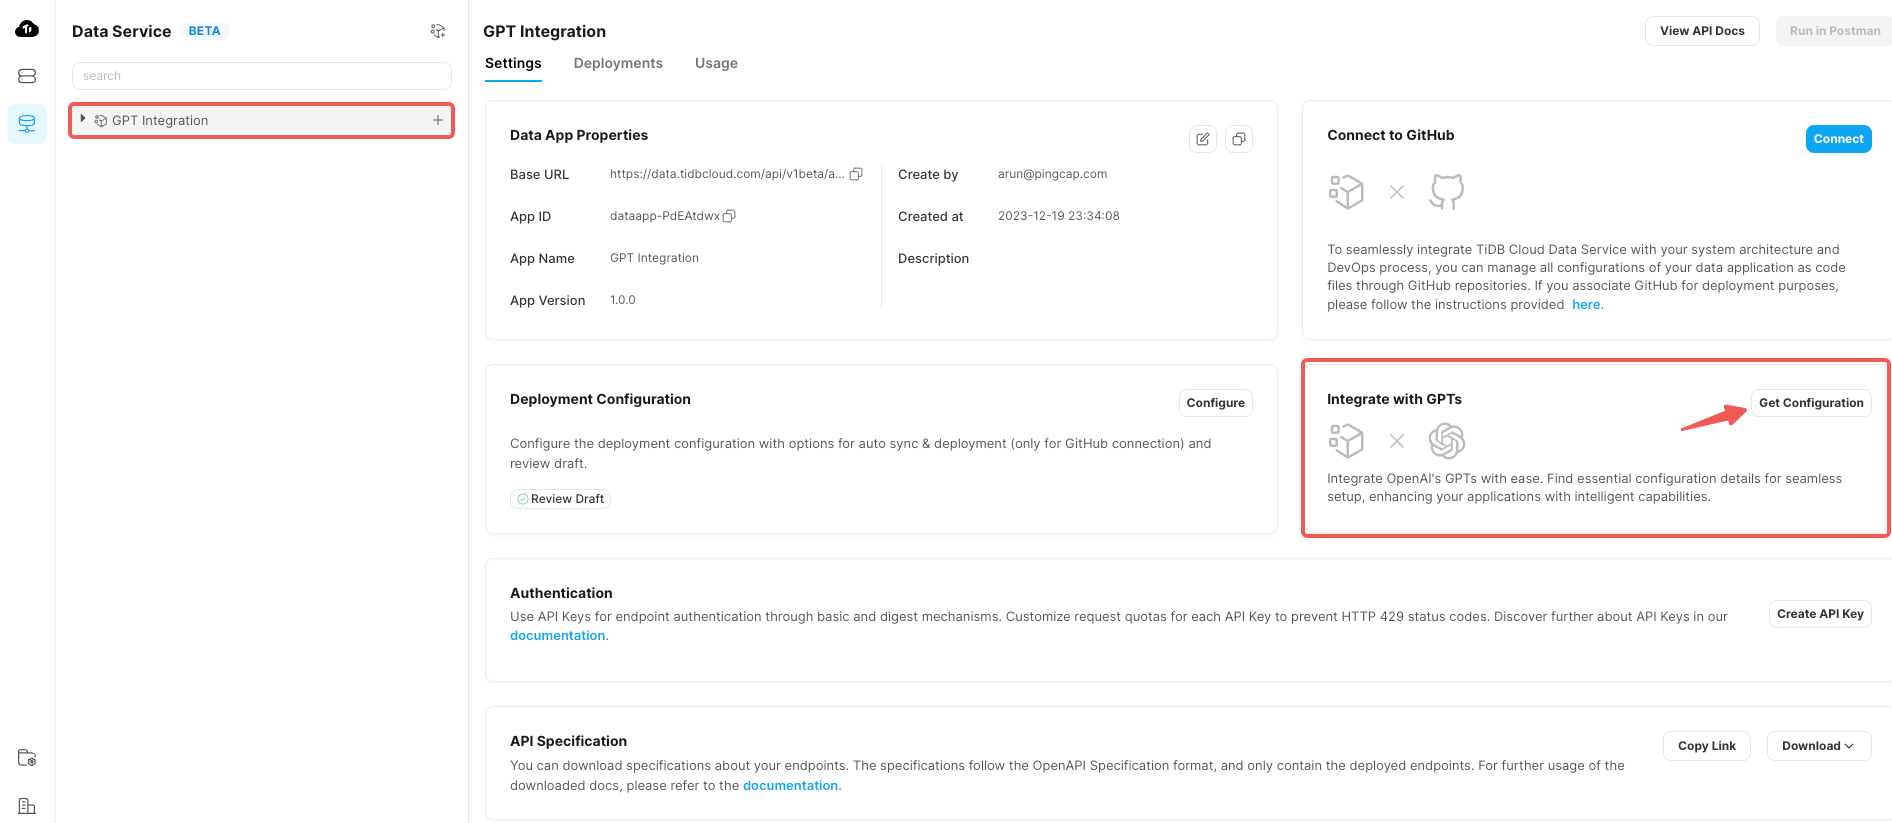 Data Service BETA
search
GPT Integration
GPT Integration
View API Docs
Run in Postman
Settings
Deployments
Usage
Data App Properties
Base URL
https://data.tidbcloud.com/api/v1beta/a...
App ID
dataapp-PdEAtdwx
App Name
GPT Integration
App Version
1.0.0
Create by
arun@pingcap.com
Created at
2023-12-19 23:34:08
Description
Connect to GitHub
Connect
To seamlessly integrate TiDB Cloud Data Service with your system architecture and
DevOps process, you can manage all configurations of your data application as code
files through GitHub repositories. If you associate GitHub for deployment purposes,
please follow the instructions provided here.
Deployment Configuration
Configure
Configure the deployment configuration with options for auto sync & deployment (only for GitHub connection) and
review draft.
Review Draft
Integrate with GPTs
Get Configuration
Integrate OpenAI's GPTs with ease. Find essential configuration details for seamless
setup, enhancing your applications with intelligent capabilities.
Authentication
Use API Keys for endpoint authentication through basic and digest mechanisms. Customize request quotas for each API Key to prevent HTTP 429 status codes. Discover further about API Keys in our
documentation.
Create API Key
API Specification
You can download specifications about your endpoints. The specifications follow the OpenAPI Specification format, and only contain the deployed endpoints. For further usage of the
downloaded docs, please refer to the documentation.
Copy Link
Download